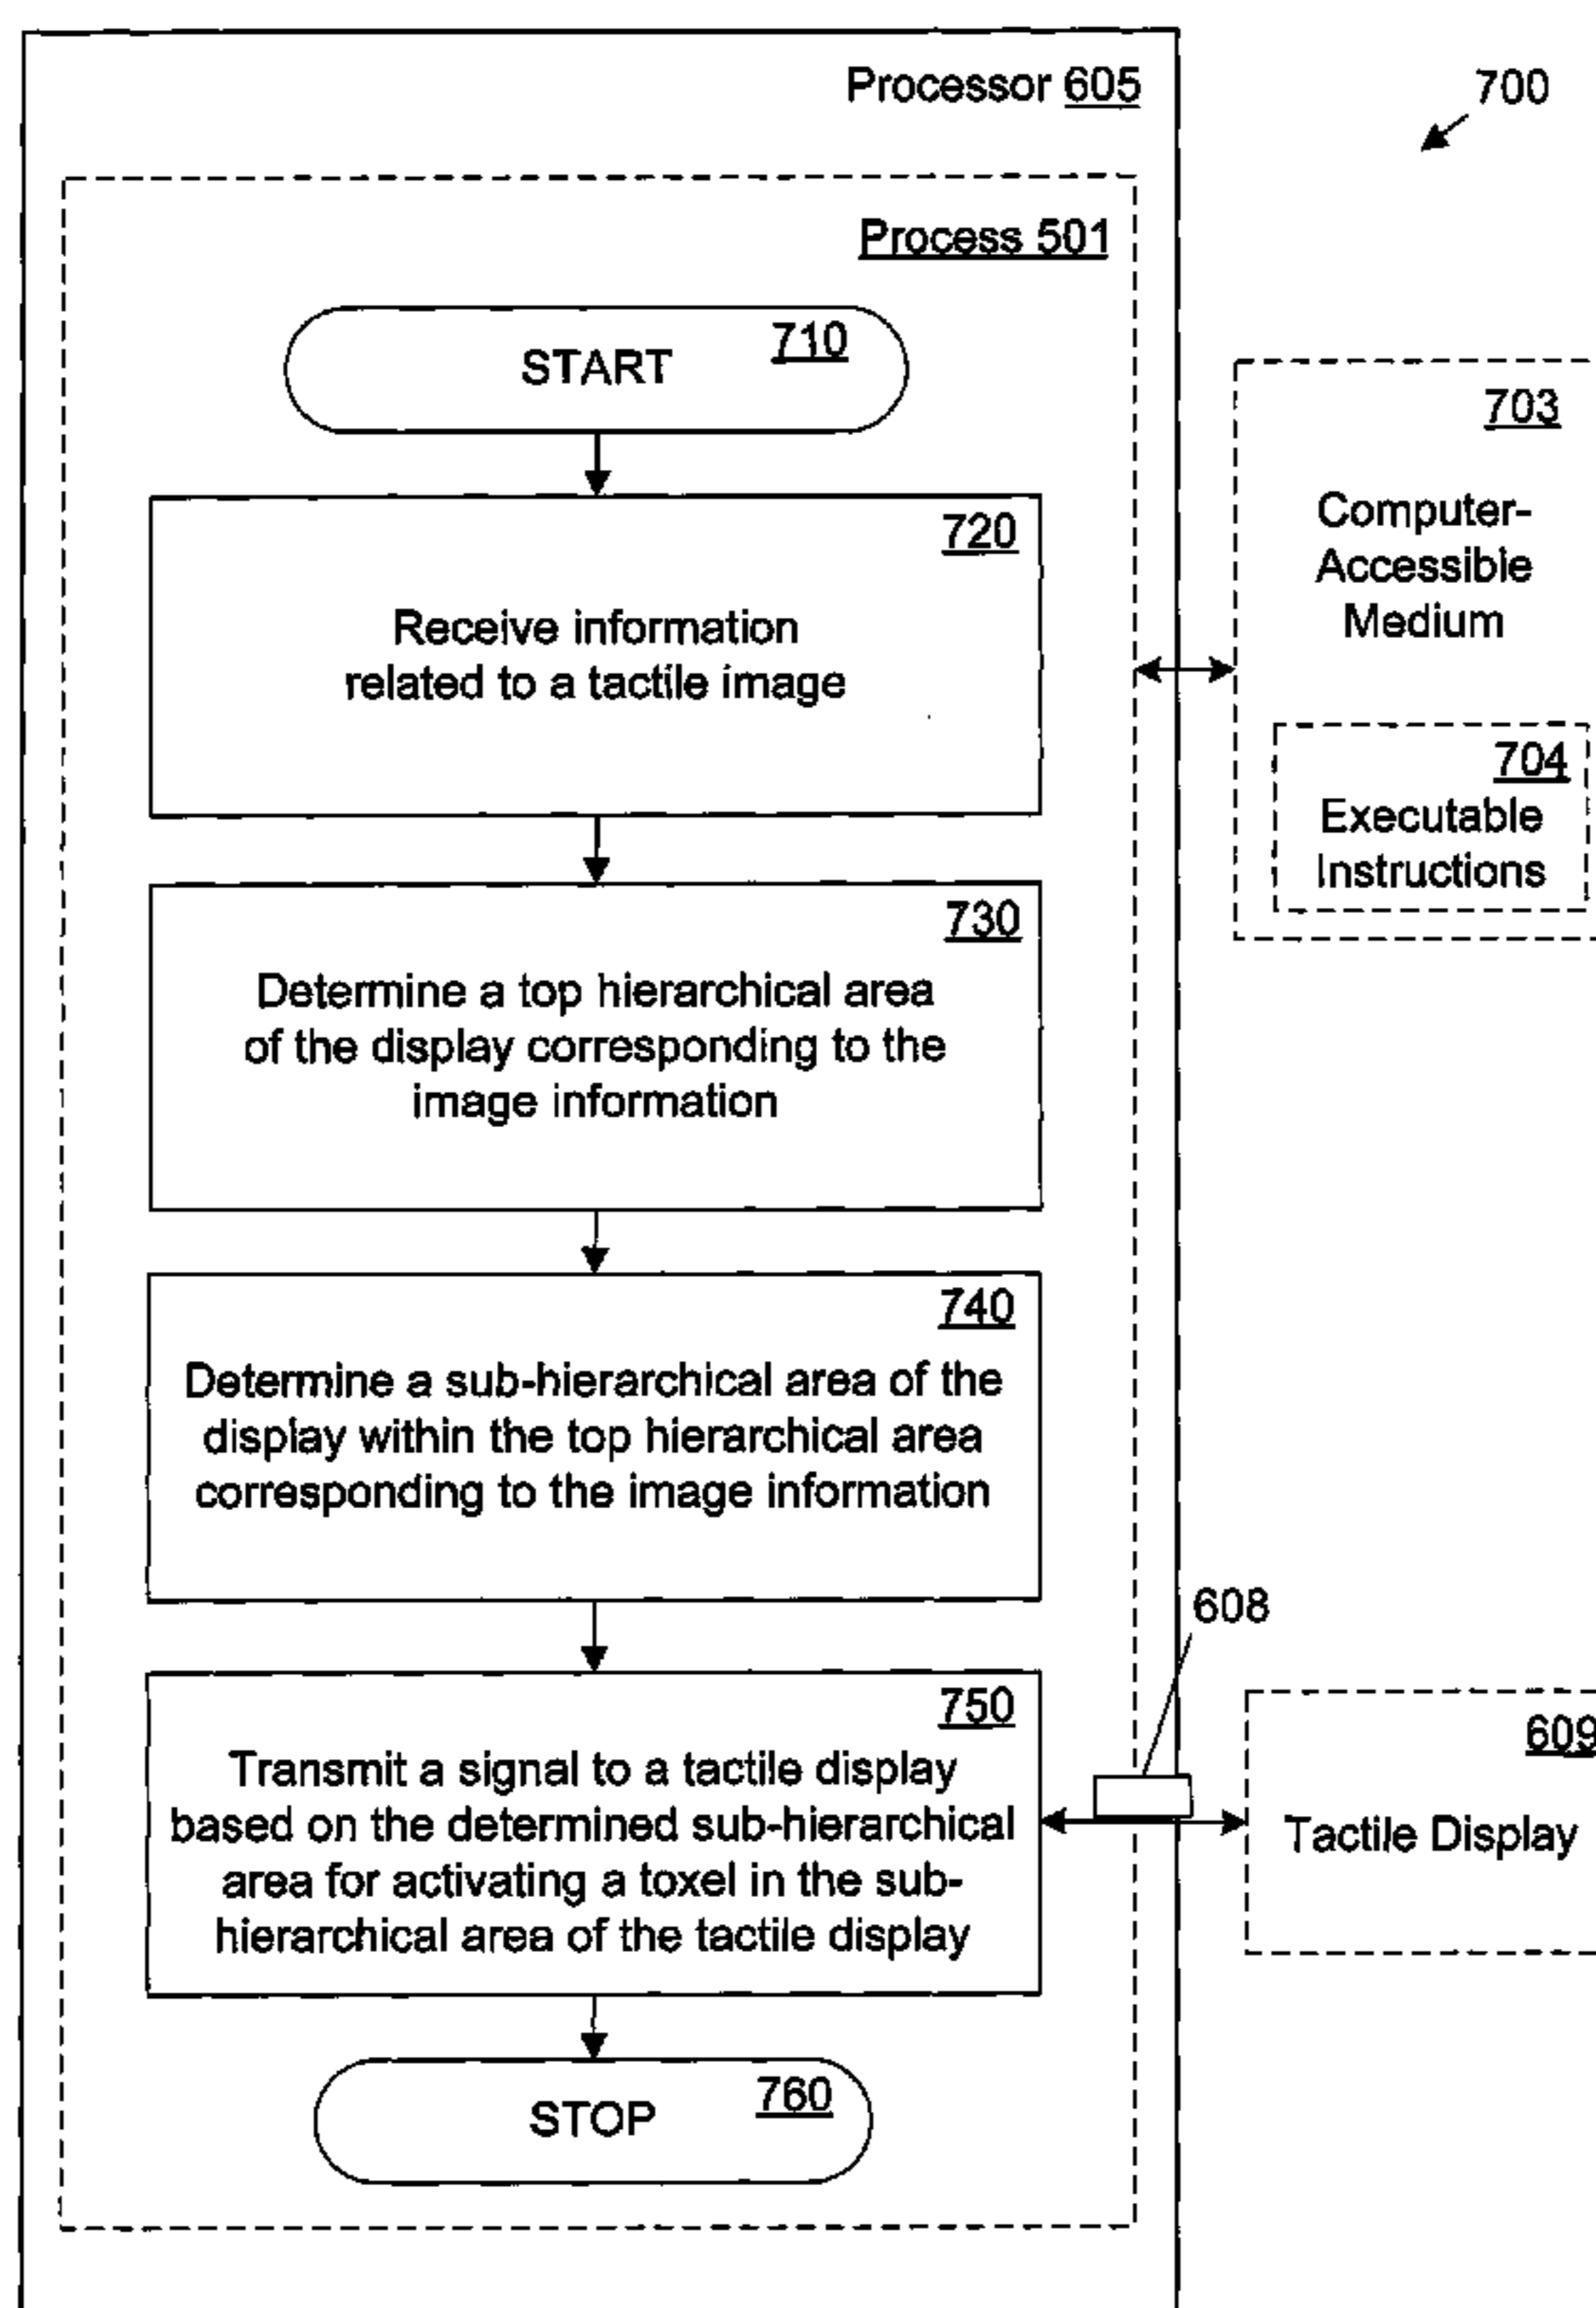 Processor 605
700
Process 501
710
START
720
Receive information
related to a tactile image
703
Computer-
Accessible
Medium
704
Executable
Instructions
730
Determine a top hierarchical area
of the display corresponding to the
image information
740
Determine a sub-hierarchical area of the
display within the top hierarchical area
corresponding to the image information
608
750
Transmit a signal to a tactile display
based on the determined sub-hierarchical
area for activating a toxel in the sub-
hierarchical area of the tactile display
609
Tactile Display
760
STOP